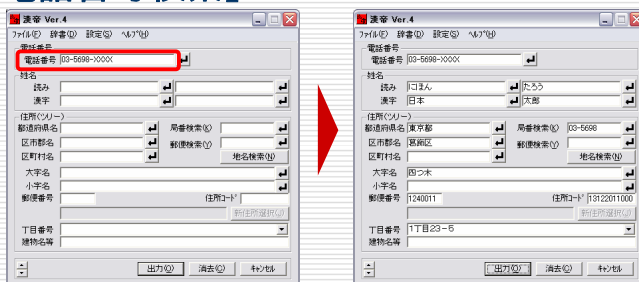 漢帝 Ver.4
ファイル(F) 辞書(D) 設定(S) ヘルプ(H)
電話番号
電話番号 03-5698-XXXX
姓名
読み
漢字
住所(ツリー)
都道府県名 局番検索(K)
区市郡名 郵便検索(Y)
区町村名 地名検索(N)
大字名
小字名
郵便番号 住所コード
新住所選択(J)
丁目番号
建物名等
出力(O) 消去(C) キャンセル
漢帝 Ver.4
ファイル(F) 辞書(D) 設定(S) ヘルプ(H)
電話番号
電話番号 03-5698-XXXX
姓名
読み にほん たろう
漢字 日本 太郎
住所(ツリー)
都道府県名 東京都 局番検索(K) 03-5698
区市郡名 葛飾区 郵便検索(Y)
区町村名 地名検索(N)
大字名 四つ木
小字名
郵便番号 1240011 住所コード 13122011000
新住所選択(J)
丁目番号 1丁目23-5
建物名等
出力(O) 消去(C) キャンセル